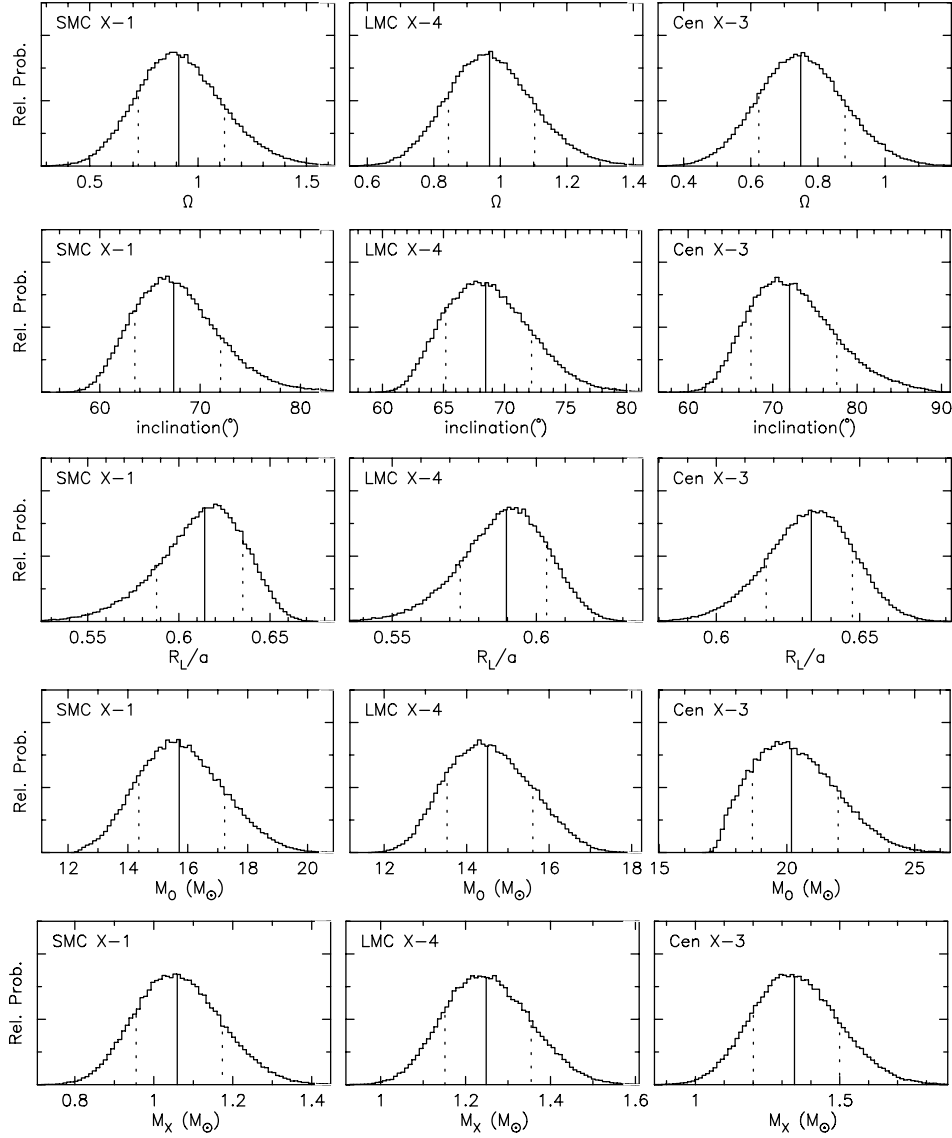 SMC X-1 LMC X-4 Cen X-3
Rel. Prob.
0.5 1 1.5 0.6 0.8 1 1.2 1.4 0.4 0.6 0.8 1
Ω Ω Ω
SMC X-1 LMC X-4 Cen X-3
Rel. Prob.
60 70 80 60 65 70 75 80 60 70 80 90
inclination(°) inclination(°) inclination(°)
SMC X-1 LMC X-4 Cen X-3
Rel. Prob.
0.55 0.6 0.65 0.55 0.6 0.6 0.65
R_L/a R_L/a R_L/a
SMC X-1 LMC X-4 Cen X-3
Rel. Prob.
12 14 16 18 20 12 14 16 18 15 20 25
M_O (M_⊙) M_O (M_⊙) M_O (M_⊙)
SMC X-1 LMC X-4 Cen X-3
Rel. Prob.
0.8 1 1.2 1.4 1 1.2 1.4 1.6 1 1.5
M_X (M_⊙) M_X (M_⊙) M_X (M_⊙)